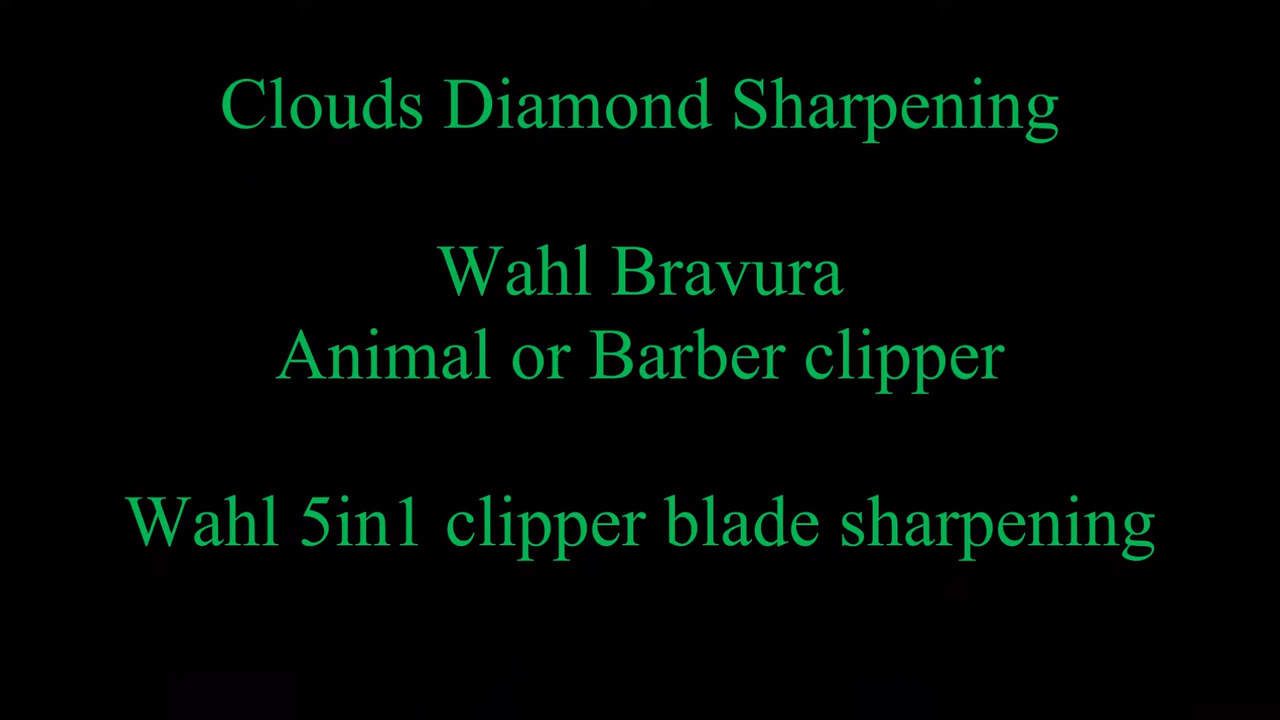 Clouds Diamond Sharpening
Wahl Bravura
Animal or Barber clipper
Wahl 5in1 clipper blade sharpening